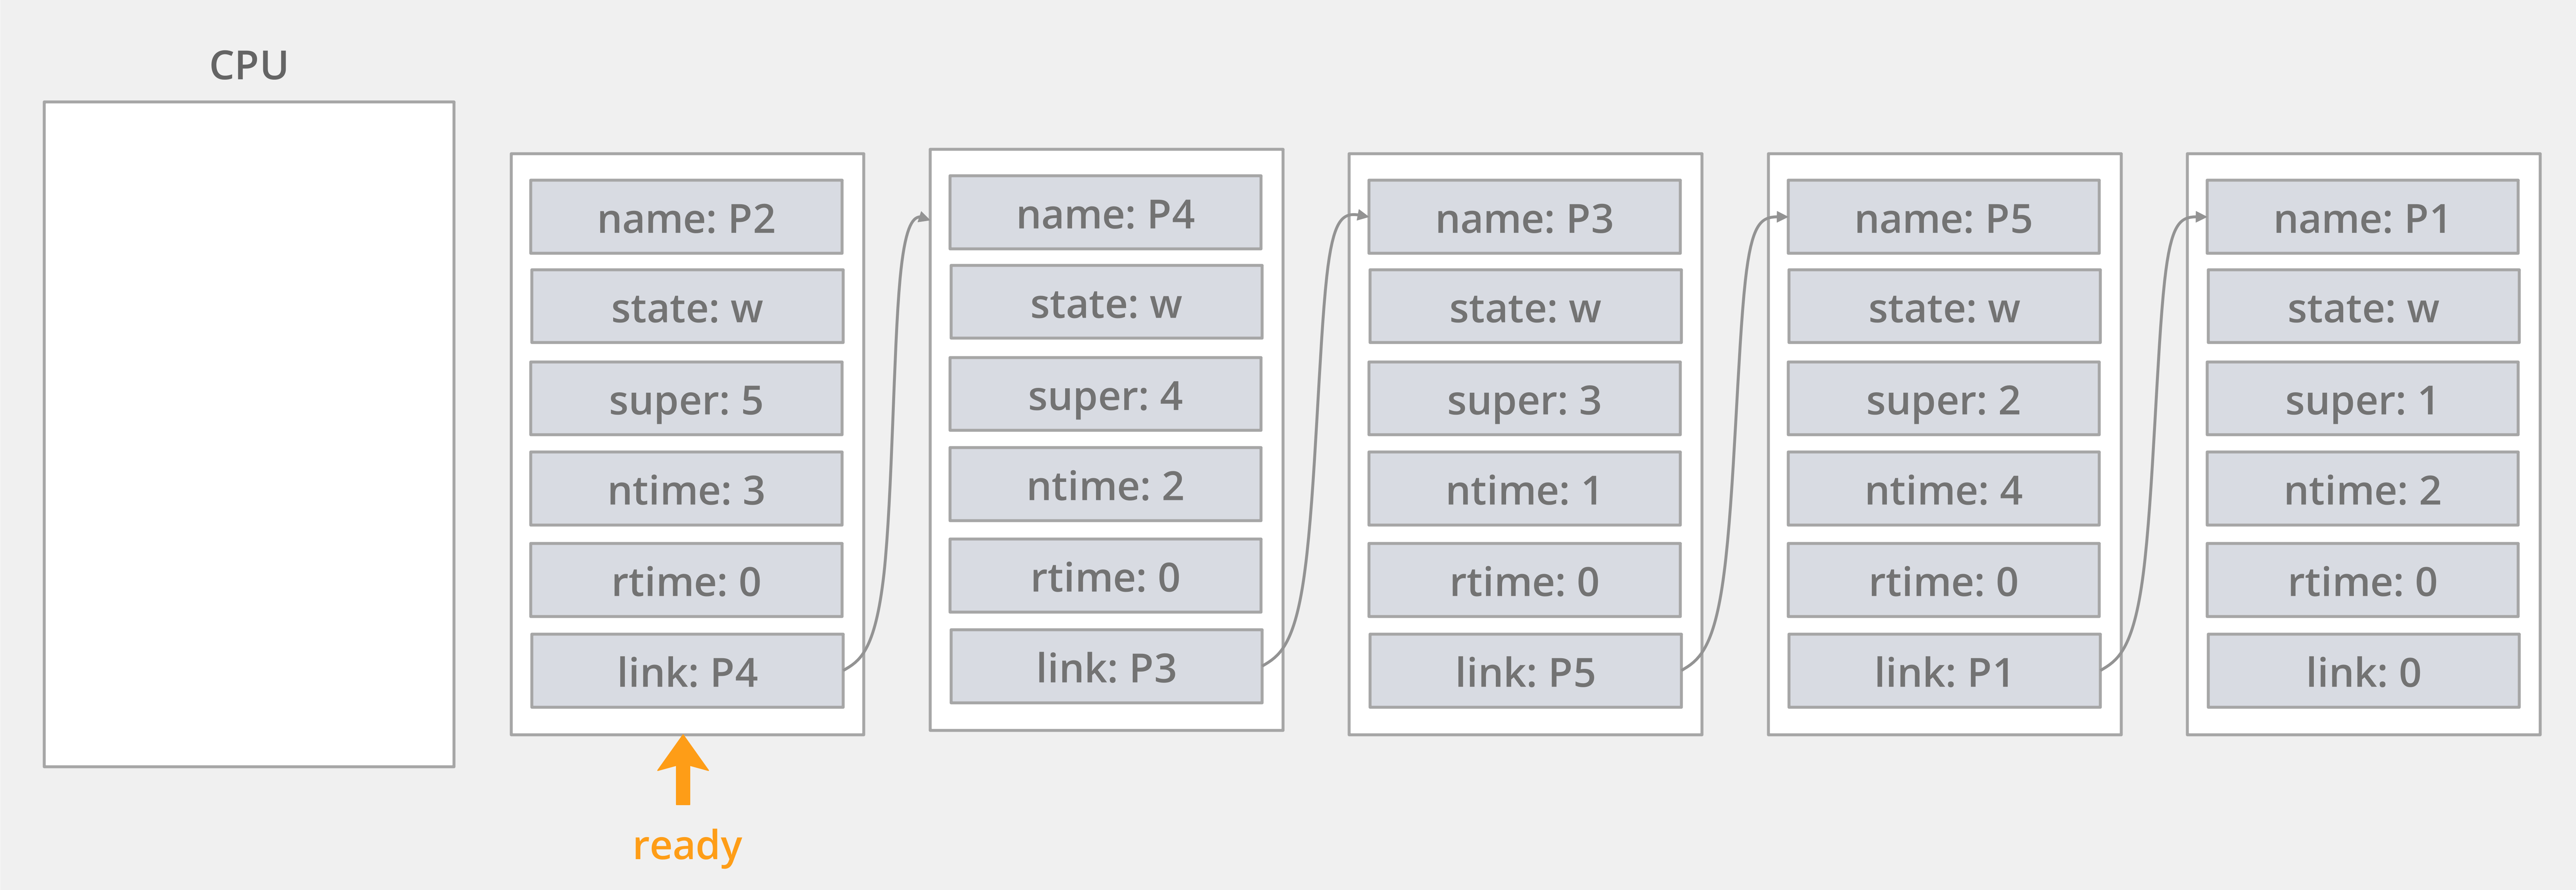 CPU
name: P2
state: w
super: 5
ntime: 3
rtime: 0
link: P4
name: P4
state: w
super: 4
ntime: 2
rtime: 0
link: P3
name: P3
state: w
super: 3
ntime: 1
rtime: 0
link: P5
name: P5
state: w
super: 2
ntime: 4
rtime: 0
link: P1
name: P1
state: w
super: 1
ntime: 2
rtime: 0
link: 0
ready